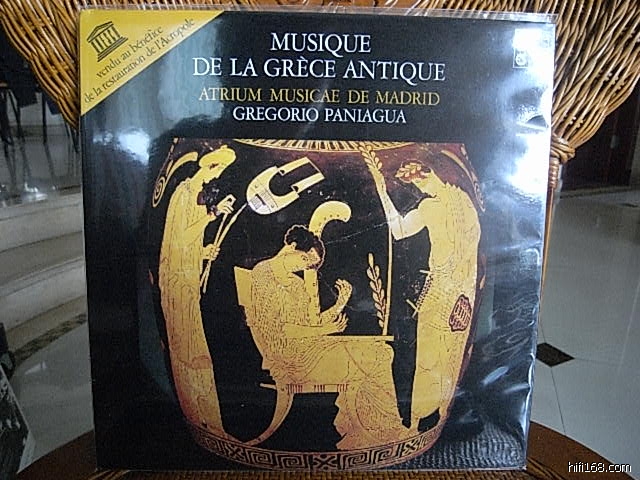 vendu au bénéfice
de la restauration de l'Acropole
MUSIQUE
DE LA GRÈCE ANTIQUE
ATRIUM MUSICAE DE MADRID
GREGORIO PANIAGUA
hifi168.com